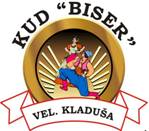 KUD "BISER"
VEL. KLADUŠA